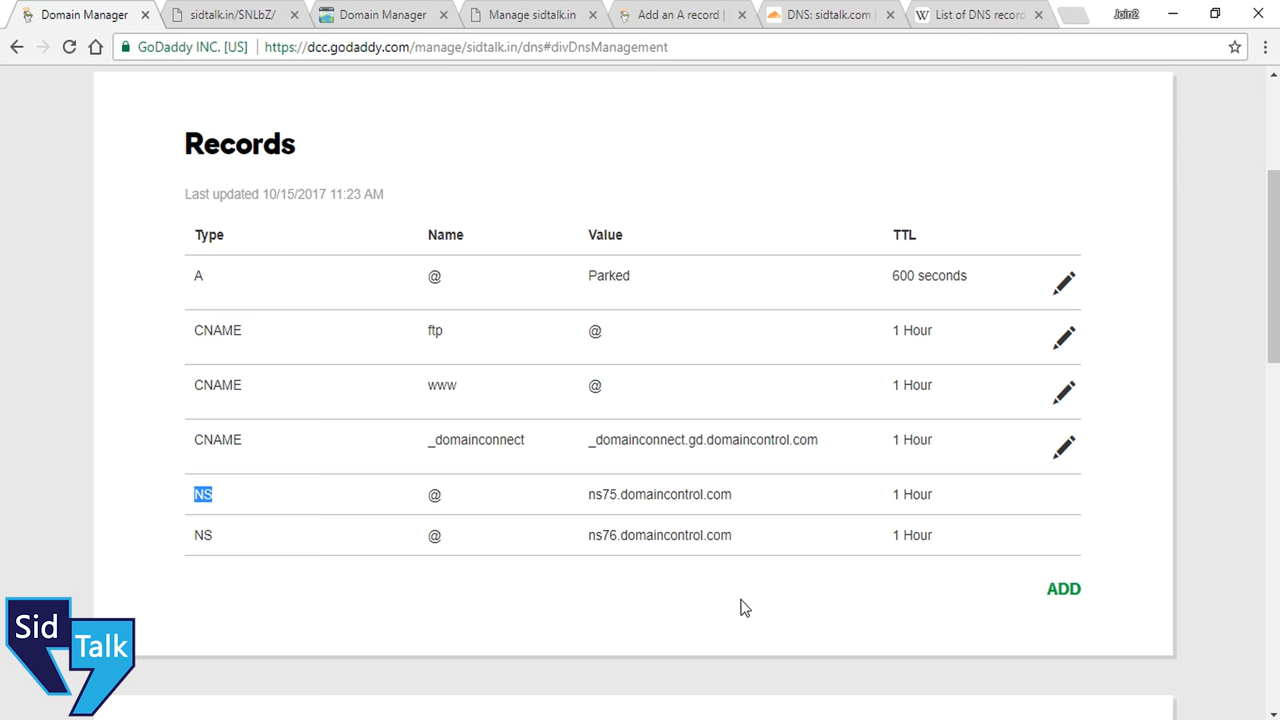 Domain Manager
sidtalk.in/SNLbZ/
Domain Manager
Manage sidtalk.in
Add an A record |
DNS: sidtalk.com |
List of DNS recor
Join2
GoDaddy INC. [US]
https://dcc.godaddy.com/manage/sidtalk.in/dns#divDnsManagement
Records
Last updated 10/15/2017 11:23 AM
Type Name Value TTL
A @ Parked 600 seconds
CNAME ftp @ 1 Hour
CNAME www @ 1 Hour
CNAME _domainconnect _domainconnect.gd.domaincontrol.com 1 Hour
NS @ ns75.domaincontrol.com 1 Hour
NS @ ns76.domaincontrol.com 1 Hour
ADD
Sid
Talk